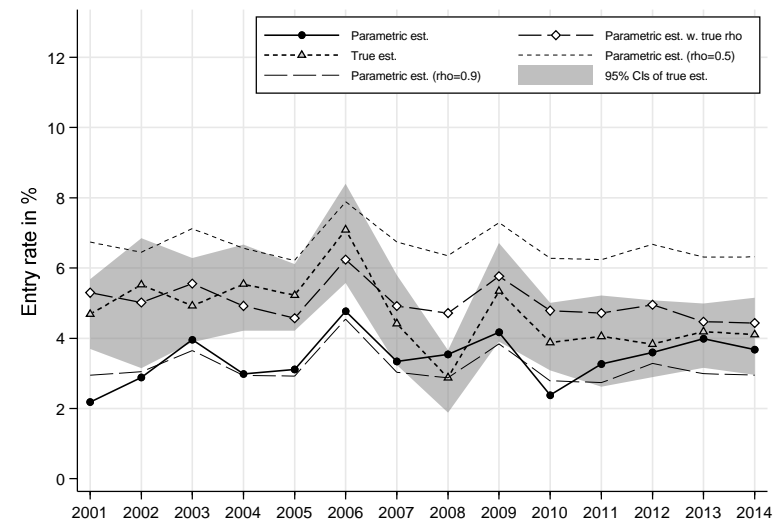 Parametric est.
Parametric est. w. true rho
True est.
Parametric est. (rho=0.5)
Parametric est. (rho=0.9)
95% CIs of true est.
Entry rate in %
12
10
8
6
4
2
0
2001 2002 2003 2004 2005 2006 2007 2008 2009 2010 2011 2012 2013 2014